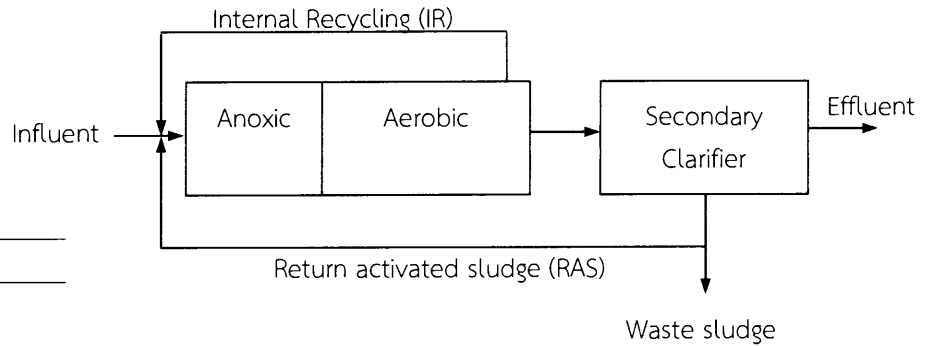 Internal Recycling (IR)
Influent
Anoxic
Aerobic
Secondary
Clarifier
Effluent
Return activated sludge (RAS)
Waste sludge